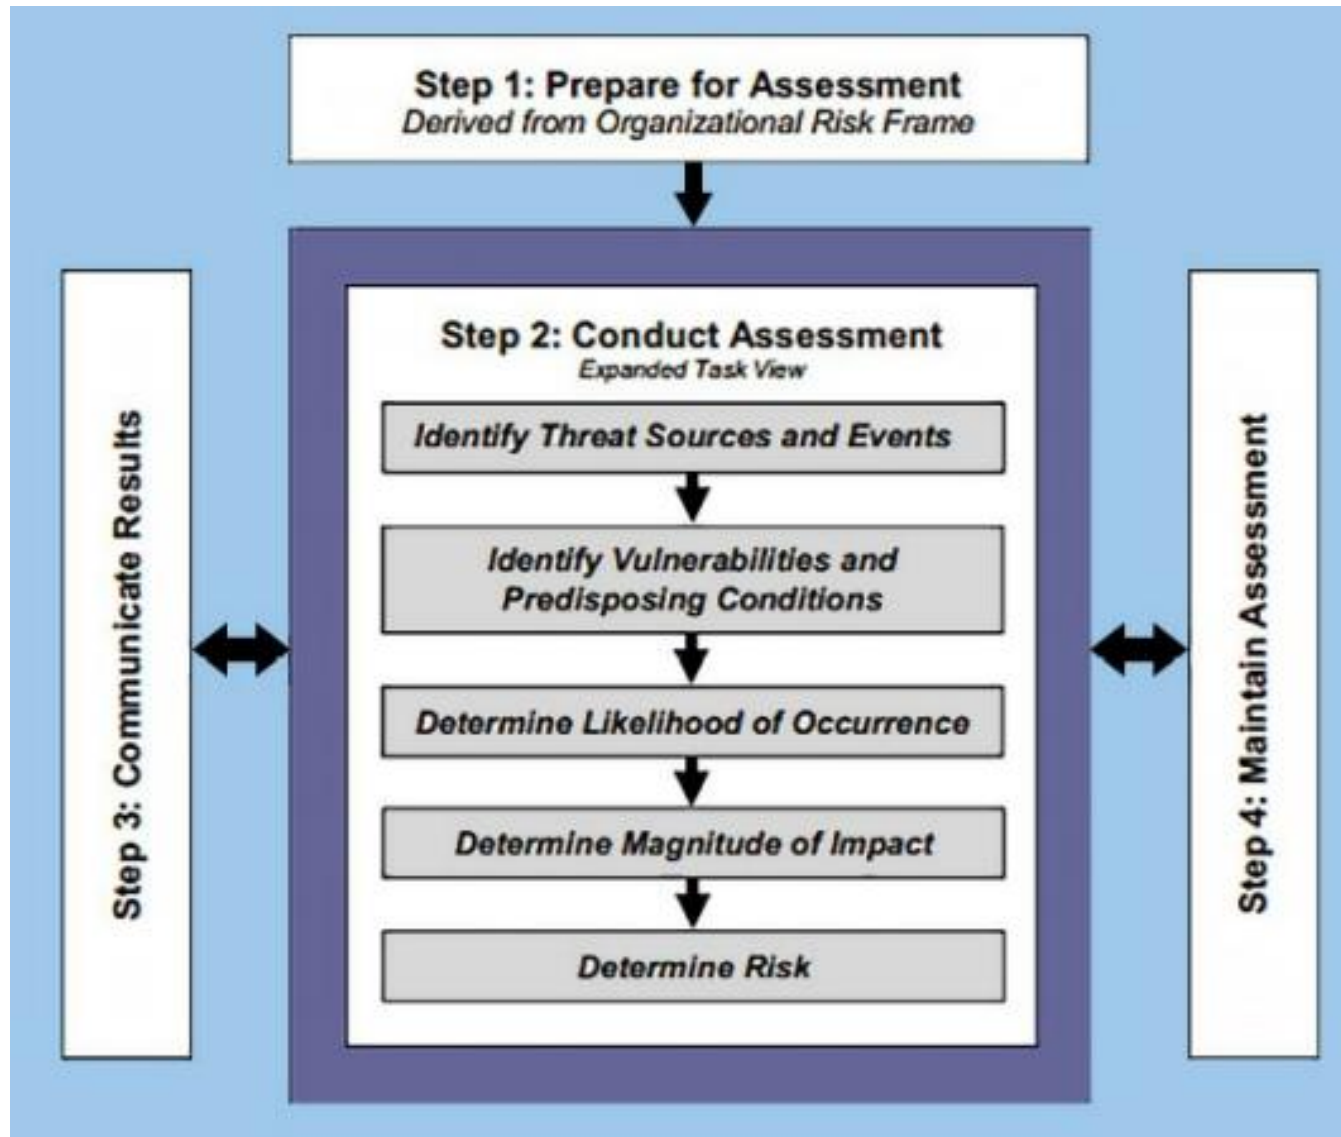 Step 1: Prepare for Assessment
Derived from Organizational Risk Frame
Step 3: Communicate Results
Step 2: Conduct Assessment
Expanded Task View
Identify Threat Sources and Events
Identify Vulnerabilities and
Predisposing Conditions
Determine Likelihood of Occurrence
Determine Magnitude of Impact
Determine Risk
Step 4: Maintain Assessment